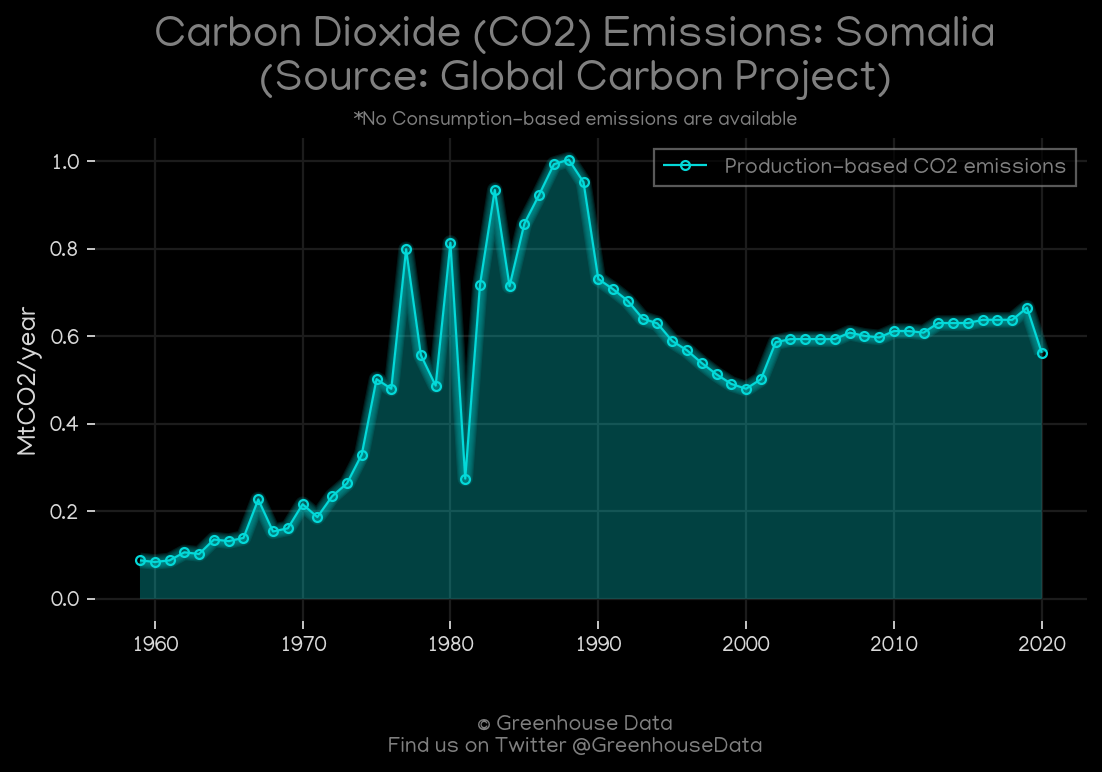 Carbon Dioxide (CO2) Emissions: Somalia
(Source: Global Carbon Project)
*No Consumption-based emissions are available
Production-based CO2 emissions
MtCO2/year
1.0
0.8
0.6
0.4
0.2
0.0
1960 1970 1980 1990 2000 2010 2020
© Greenhouse Data
Find us on Twitter @GreenhouseData